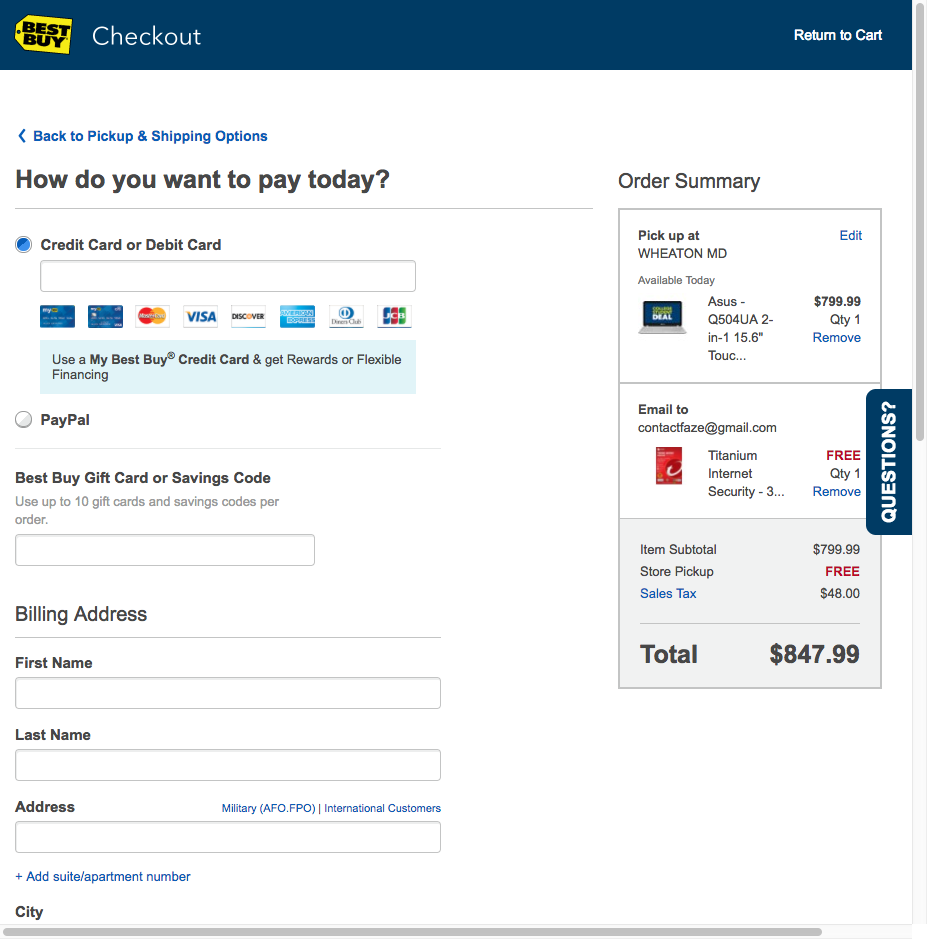 BEST BUY
Checkout
Return to Cart
Back to Pickup & Shipping Options
How do you want to pay today?
Credit Card or Debit Card
MasterCard
VISA
DISCOVER
AMERICAN EXPRESS
Diners Club
JCB
Use a My Best Buy® Credit Card & get Rewards or Flexible
Financing
PayPal
Best Buy Gift Card or Savings Code
Use up to 10 gift cards and savings codes per
order.
Billing Address
First Name
Last Name
Address
Military (AFO.FPO) | International Customers
+ Add suite/apartment number
City
Order Summary
Pick up at
Edit
WHEATON MD
Available Today
COLLEGE STUDENT DEAL
Asus -
$799.99
Q504UA 2-
Qty 1
in-1 15.6"
Remove
Touc...
Email to
contactfaze@gmail.com
Titanium
FREE
Internet
Qty 1
Security - 3...
Remove
Item Subtotal
$799.99
Store Pickup
FREE
Sales Tax
$48.00
Total
$847.99
QUESTIONS?